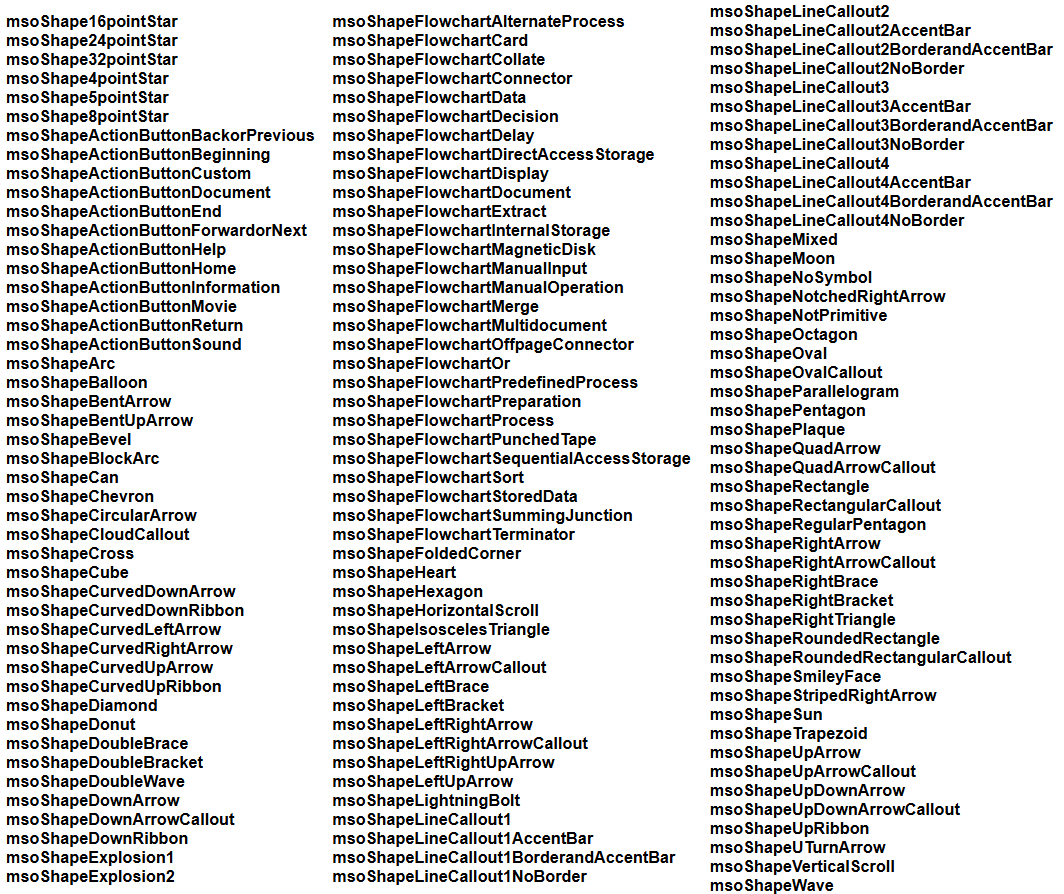 msoShape16pointStar
msoShape24pointStar
msoShape32pointStar
msoShape4pointStar
msoShape5pointStar
msoShape8pointStar
msoShapeActionButtonBackorPrevious
msoShapeActionButtonBeginning
msoShapeActionButtonCustom
msoShapeActionButtonDocument
msoShapeActionButtonEnd
msoShapeActionButtonForwardorNext
msoShapeActionButtonHelp
msoShapeActionButtonHome
msoShapeActionButtonInformation
msoShapeActionButtonMovie
msoShapeActionButtonReturn
msoShapeActionButtonSound
msoShapeArc
msoShapeBalloon
msoShapeBentArrow
msoShapeBentUpArrow
msoShapeBevel
msoShapeBlockArc
msoShapeCan
msoShapeChevron
msoShapeCircularArrow
msoShapeCloudCallout
msoShapeCross
msoShapeCube
msoShapeCurvedDownArrow
msoShapeCurvedDownRibbon
msoShapeCurvedLeftArrow
msoShapeCurvedRightArrow
msoShapeCurvedUpArrow
msoShapeCurvedUpRibbon
msoShapeDiamond
msoShapeDonut
msoShapeDoubleBrace
msoShapeDoubleBracket
msoShapeDoubleWave
msoShapeDownArrow
msoShapeDownArrowCallout
msoShapeDownRibbon
msoShapeExplosion1
msoShapeExplosion2
msoShapeFlowchartAlternateProcess
msoShapeFlowchartCard
msoShapeFlowchartCollate
msoShapeFlowchartConnector
msoShapeFlowchartData
msoShapeFlowchartDecision
msoShapeFlowchartDelay
msoShapeFlowchartDirectAccessStorage
msoShapeFlowchartDisplay
msoShapeFlowchartDocument
msoShapeFlowchartExtract
msoShapeFlowchartInternalStorage
msoShapeFlowchartMagneticDisk
msoShapeFlowchartManualInput
msoShapeFlowchartManualOperation
msoShapeFlowchartMerge
msoShapeFlowchartMultidocument
msoShapeFlowchartOffpageConnector
msoShapeFlowchartOr
msoShapeFlowchartPredefinedProcess
msoShapeFlowchartPreparation
msoShapeFlowchartProcess
msoShapeFlowchartPunchedTape
msoShapeFlowchartSequentialAccessStorage
msoShapeFlowchartSort
msoShapeFlowchartStoredData
msoShapeFlowchartSummingJunction
msoShapeFlowchartTerminator
msoShapeFoldedCorner
msoShapeHeart
msoShapeHexagon
msoShapeHorizontalScroll
msoShapeIsoscelesTriangle
msoShapeLeftArrow
msoShapeLeftArrowCallout
msoShapeLeftBrace
msoShapeLeftBracket
msoShapeLeftRightArrow
msoShapeLeftRightArrowCallout
msoShapeLeftRightUpArrow
msoShapeLeftUpArrow
msoShapeLightningBolt
msoShapeLineCallout1
msoShapeLineCallout1AccentBar
msoShapeLineCallout1BorderandAccentBar
msoShapeLineCallout1NoBorder
msoShapeLineCallout2
msoShapeLineCallout2AccentBar
msoShapeLineCallout2BorderandAccentBar
msoShapeLineCallout2NoBorder
msoShapeLineCallout3
msoShapeLineCallout3AccentBar
msoShapeLineCallout3BorderandAccentBar
msoShapeLineCallout3NoBorder
msoShapeLineCallout4
msoShapeLineCallout4AccentBar
msoShapeLineCallout4BorderandAccentBar
msoShapeLineCallout4NoBorder
msoShapeMixed
msoShapeMoon
msoShapeNoSymbol
msoShapeNotchedRightArrow
msoShapeNotPrimitive
msoShapeOctagon
msoShapeOval
msoShapeOvalCallout
msoShapeParallelogram
msoShapePentagon
msoShapePlaque
msoShapeQuadArrow
msoShapeQuadArrowCallout
msoShapeRectangle
msoShapeRectangularCallout
msoShapeRegularPentagon
msoShapeRightArrow
msoShapeRightArrowCallout
msoShapeRightBrace
msoShapeRightBracket
msoShapeRightTriangle
msoShapeRoundedRectangle
msoShapeRoundedRectangularCallout
msoShapeSmileyFace
msoShapeStripedRightArrow
msoShapeSun
msoShapeTrapezoid
msoShapeUpArrow
msoShapeUpArrowCallout
msoShapeUpDownArrow
msoShapeUpDownArrowCallout
msoShapeUpRibbon
msoShapeUTurnArrow
msoShapeVerticalScroll
msoShapeWave